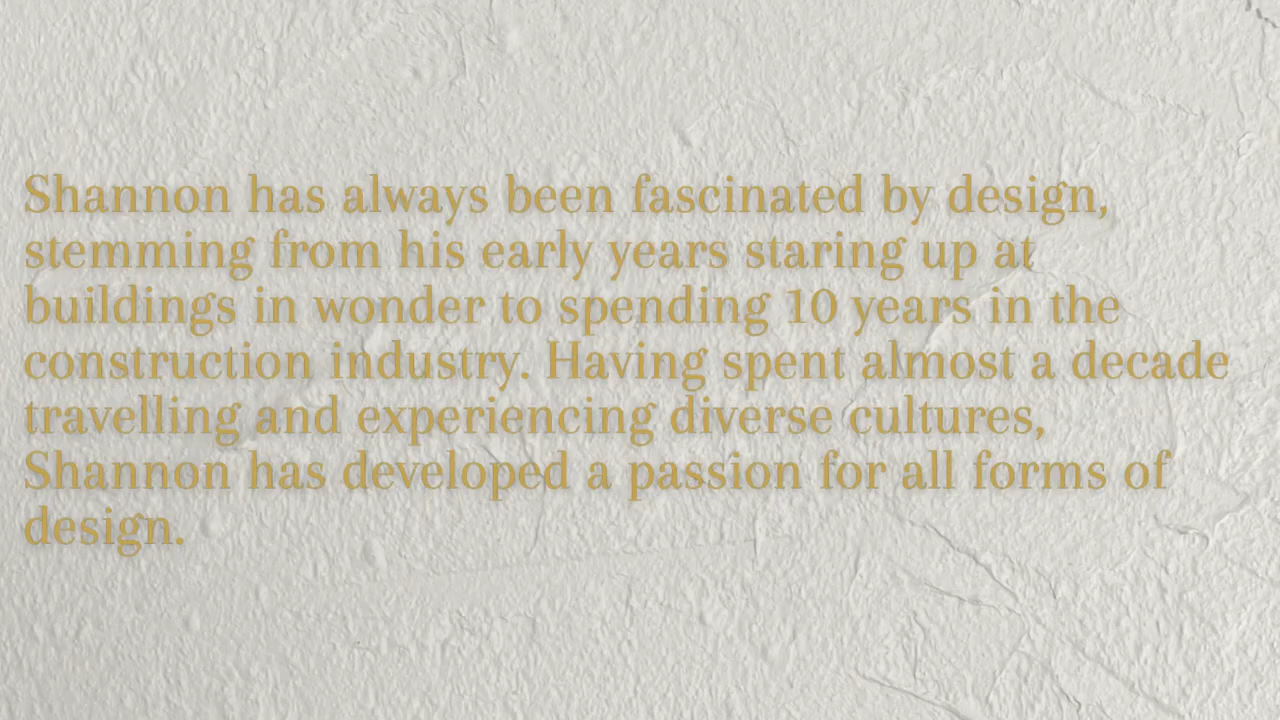 Shannon has always been fascinated by design,
stemming from his early years staring up at
buildings in wonder to spending 10 years in the
construction industry. Having spent almost a decade
travelling and experiencing diverse cultures,
Shannon has developed a passion for all forms of
design.